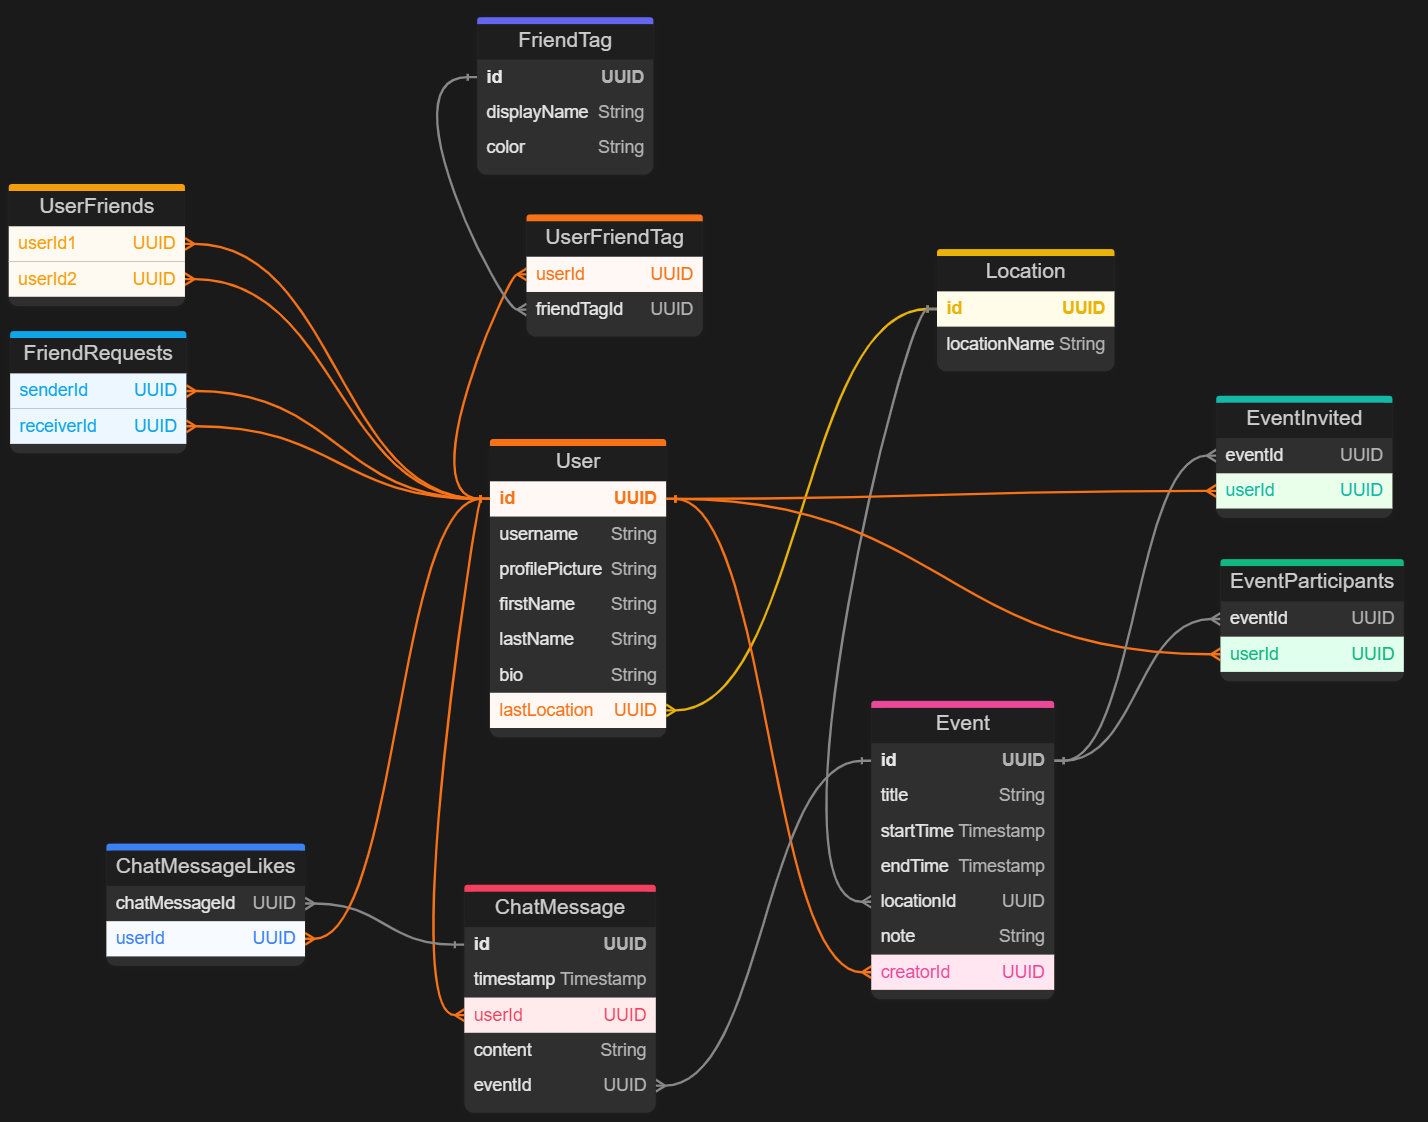 FriendTag
id UUID
displayName String
color String
UserFriends
userId1 UUID
userId2 UUID
UserFriendTag
userId UUID
friendTagId UUID
Location
id UUID
locationName String
FriendRequests
senderId UUID
receiverId UUID
EventInvited
eventId UUID
userId UUID
User
id UUID
username String
profilePicture String
firstName String
lastName String
bio String
lastLocation UUID
EventParticipants
eventId UUID
userId UUID
Event
id UUID
title String
startTime Timestamp
endTime Timestamp
locationId UUID
note String
creatorId UUID
ChatMessageLikes
chatMessageId UUID
userId UUID
ChatMessage
id UUID
timestamp Timestamp
userId UUID
content String
eventId UUID